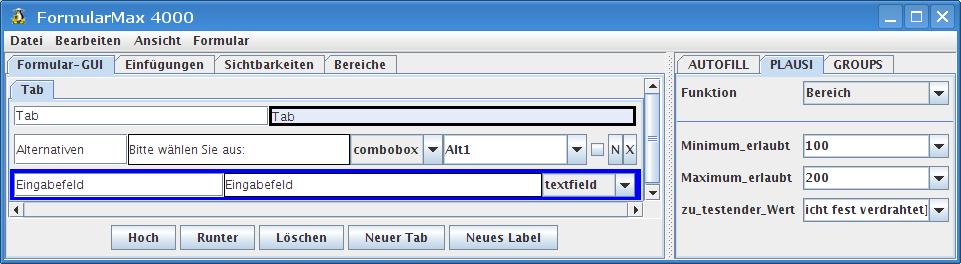 FormularMax 4000
Datei Bearbeiten Ansicht Formular
Formular-GUI Einfügungen Sichtbarkeiten Bereiche
Tab
Tab Tab
Alternativen Bitte wählen Sie aus: combobox Alt1 N X
Eingabefeld Eingabefeld textfield
Hoch Runter Löschen Neuer Tab Neues Label
AUTOFILL PLAUSI GROUPS
Funktion Bereich
Minimum_erlaubt 100
Maximum_erlaubt 200
zu_testender_Wert icht fest verdrahtet]